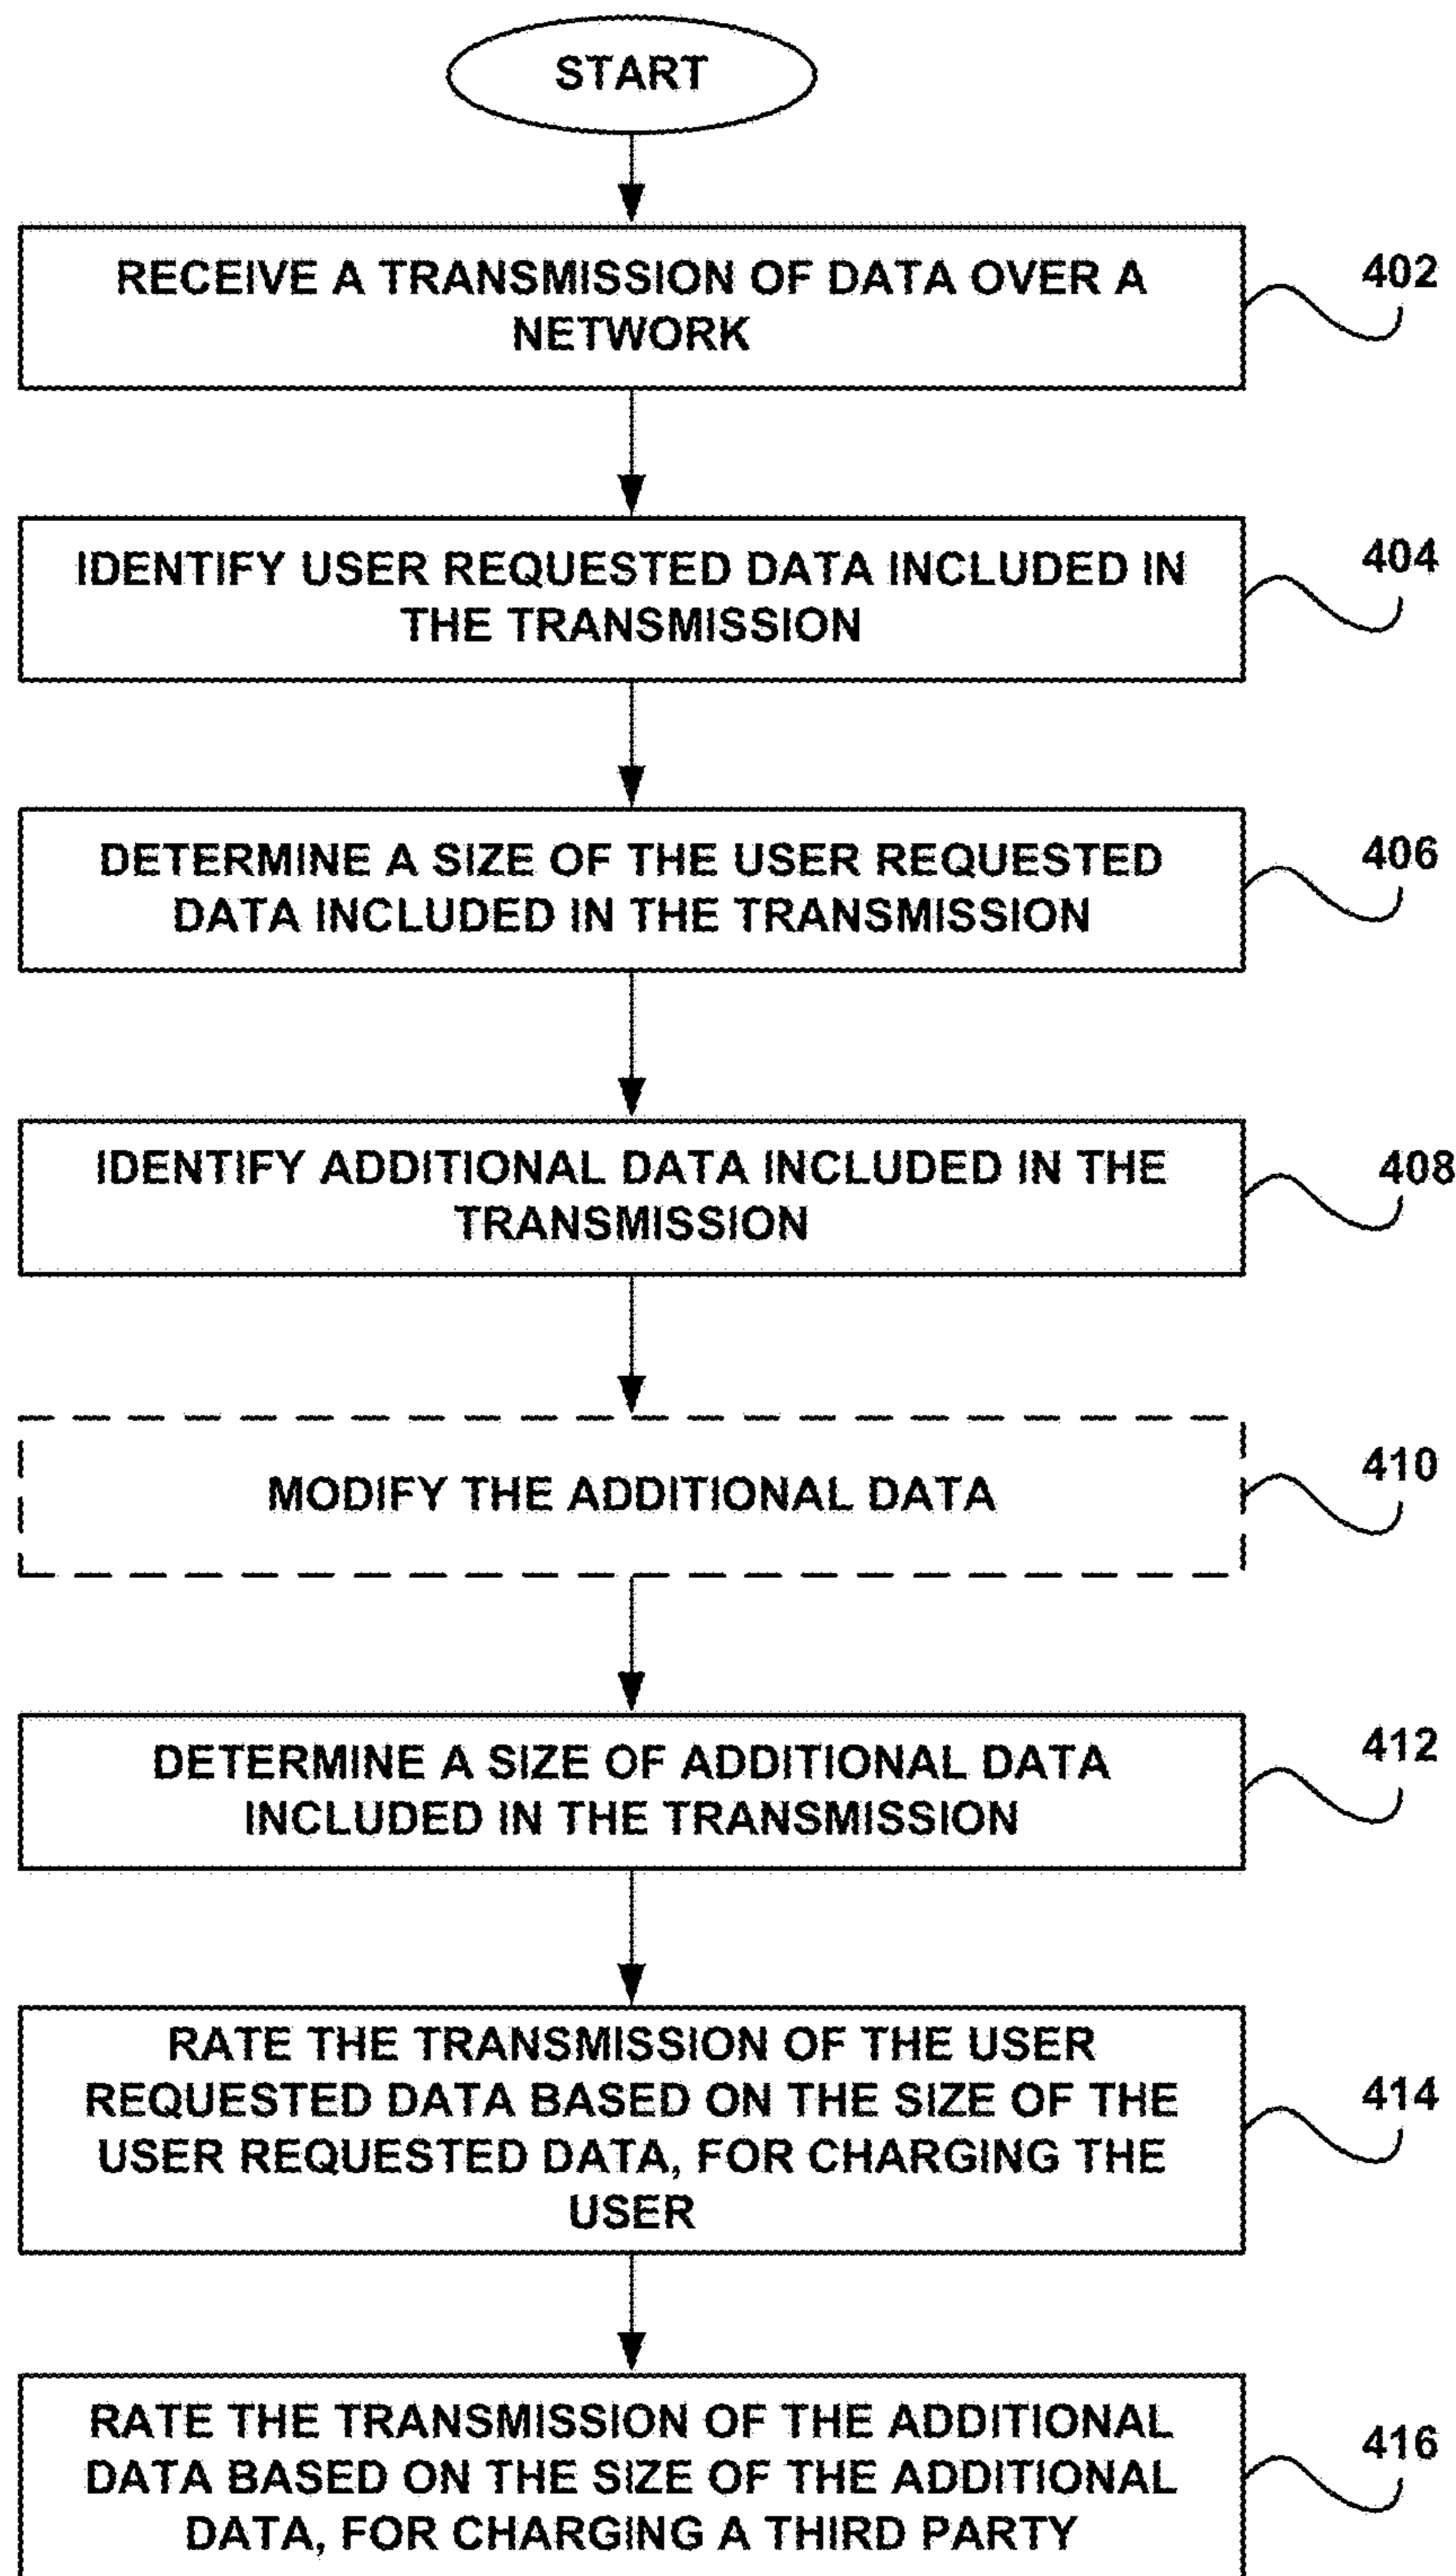 START
RECEIVE A TRANSMISSION OF DATA OVER A
NETWORK
402
IDENTIFY USER REQUESTED DATA INCLUDED IN
THE TRANSMISSION
404
DETERMINE A SIZE OF THE USER REQUESTED
DATA INCLUDED IN THE TRANSMISSION
406
IDENTIFY ADDITIONAL DATA INCLUDED IN THE
TRANSMISSION
408
MODIFY THE ADDITIONAL DATA
410
DETERMINE A SIZE OF ADDITIONAL DATA
INCLUDED IN THE TRANSMISSION
412
RATE THE TRANSMISSION OF THE USER
REQUESTED DATA BASED ON THE SIZE OF THE
USER REQUESTED DATA, FOR CHARGING THE
USER
414
RATE THE TRANSMISSION OF THE ADDITIONAL
DATA BASED ON THE SIZE OF THE ADDITIONAL
DATA, FOR CHARGING A THIRD PARTY
416